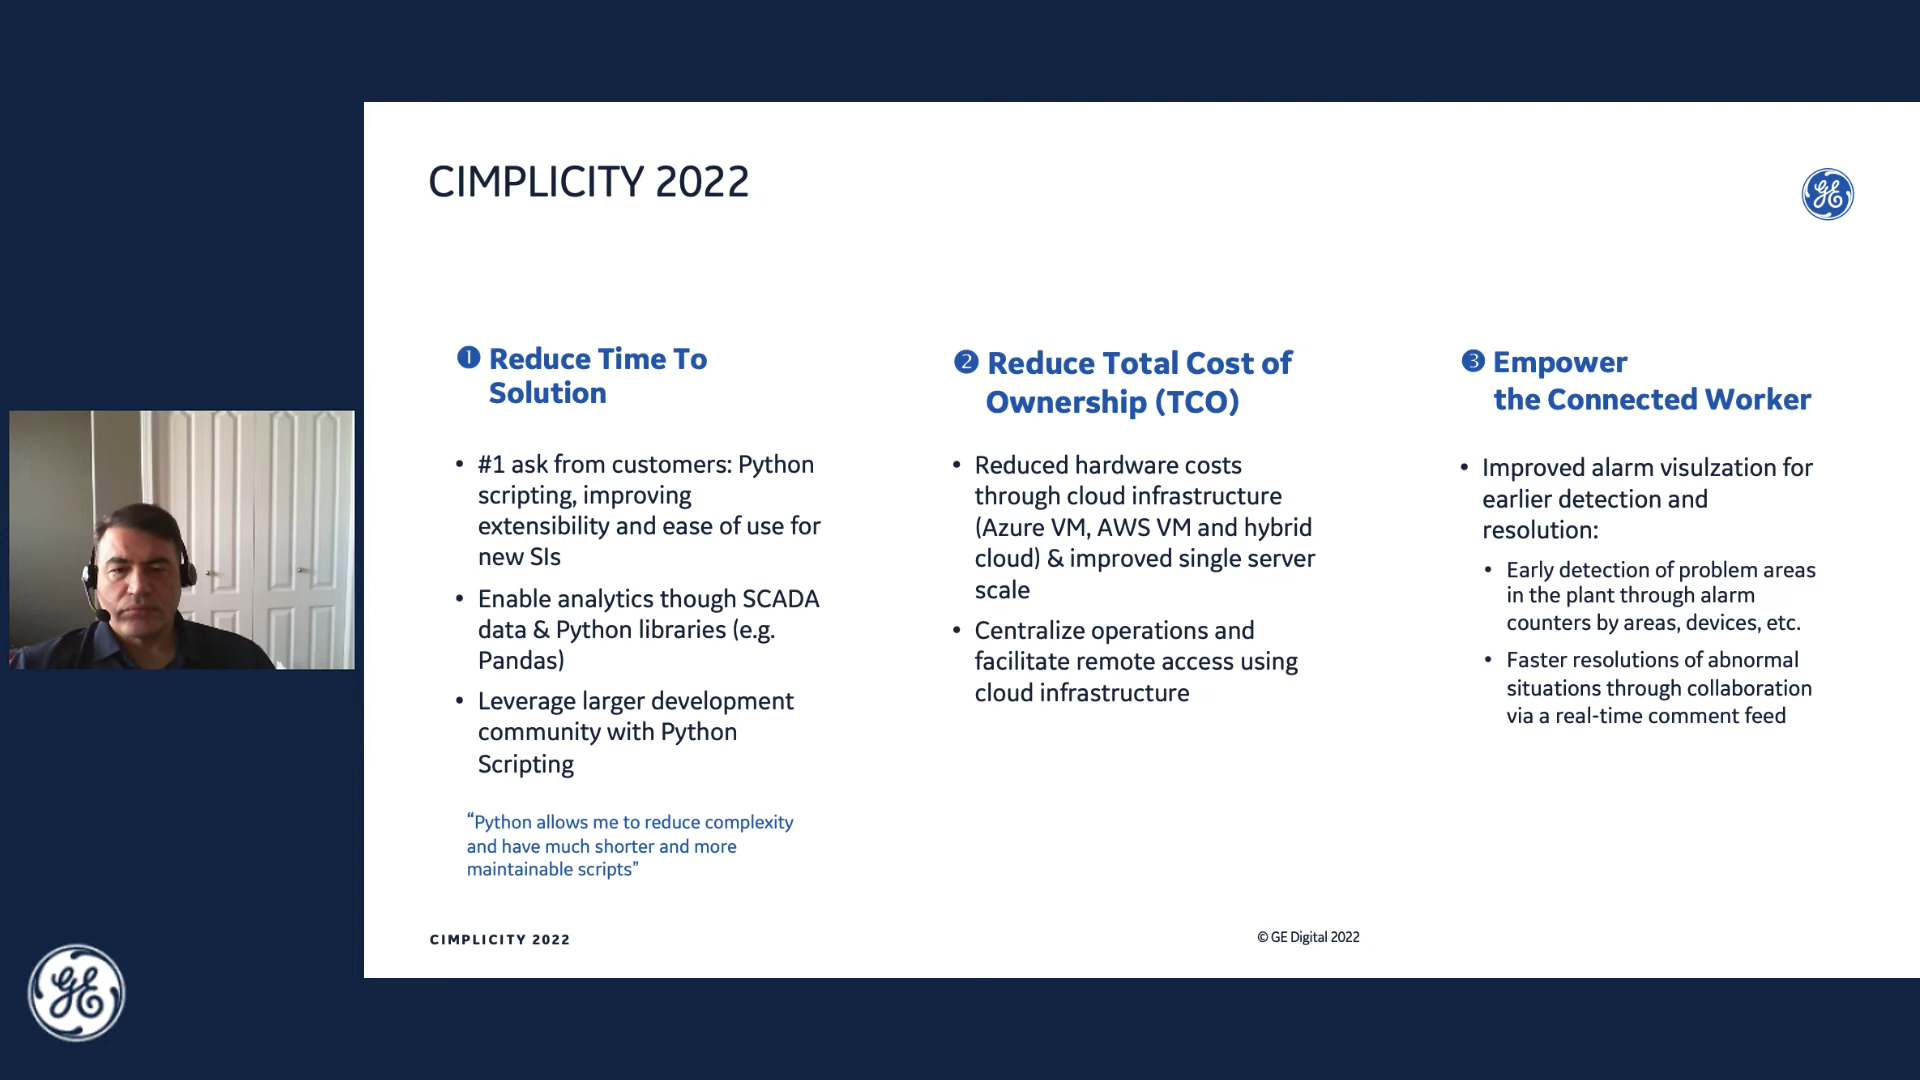 CIMPLICITY 2022
GE
❶ Reduce Time To
Solution
• #1 ask from customers: Python
scripting, improving
extensibility and ease of use for
new SIs
• Enable analytics though SCADA
data & Python libraries (e.g.
Pandas)
• Leverage larger development
community with Python
Scripting
“Python allows me to reduce complexity
and have much shorter and more
maintainable scripts”
❷ Reduce Total Cost of
Ownership (TCO)
• Reduced hardware costs
through cloud infrastructure
(Azure VM, AWS VM and hybrid
cloud) & improved single server
scale
• Centralize operations and
facilitate remote access using
cloud infrastructure
❸ Empower
the Connected Worker
• Improved alarm visulzation for
earlier detection and
resolution:
• Early detection of problem areas
in the plant through alarm
counters by areas, devices, etc.
• Faster resolutions of abnormal
situations through collaboration
via a real-time comment feed
CIMPLICITY 2022
© GE Digital 2022
GE